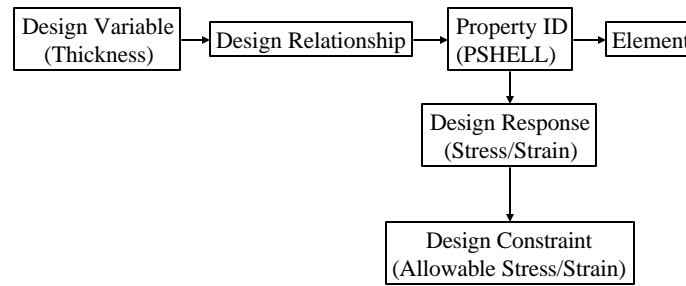 Design Variable
(Thickness)
Design Relationship
Property ID
(PSHELL)
Element
Design Response
(Stress/Strain)
Design Constraint
(Allowable Stress/Strain)